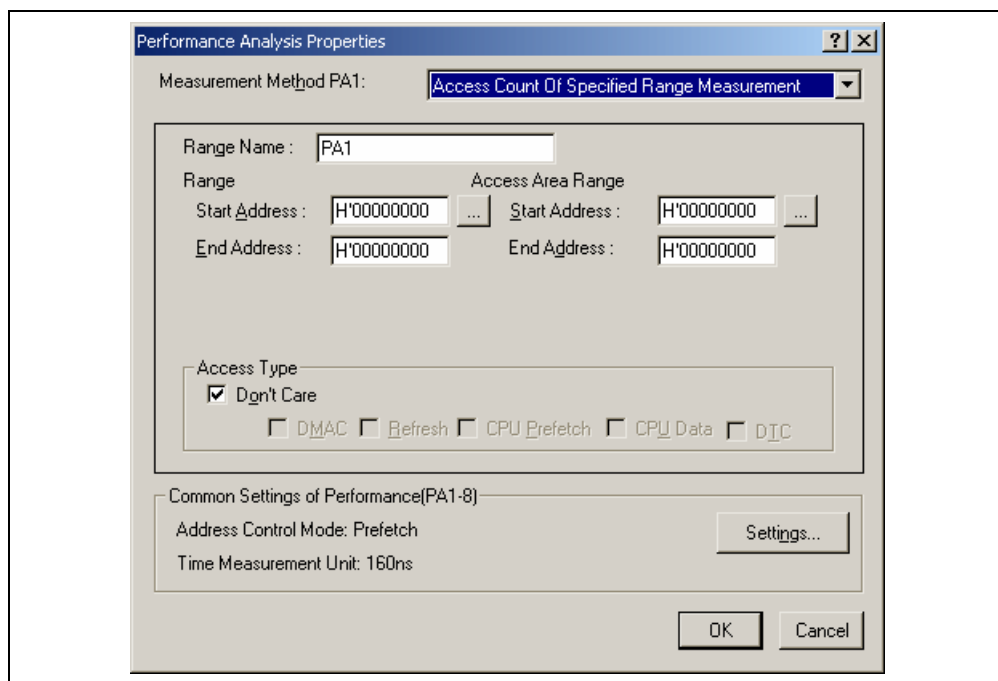 Performance Analysis Properties
Measurement Method PA1: Access Count Of Specified Range Measurement
Range Name : PA1
Range Access Area Range
Start Address : H'00000000 ... Start Address : H'00000000 ...
End Address : H'00000000 End Address : H'00000000
Access Type
Don't Care
DMAC Refresh CPU Prefetch CPU Data DTC
Common Settings of Performance(PA1-8)
Address Control Mode: Prefetch
Settings...
Time Measurement Unit: 160ns
OK Cancel